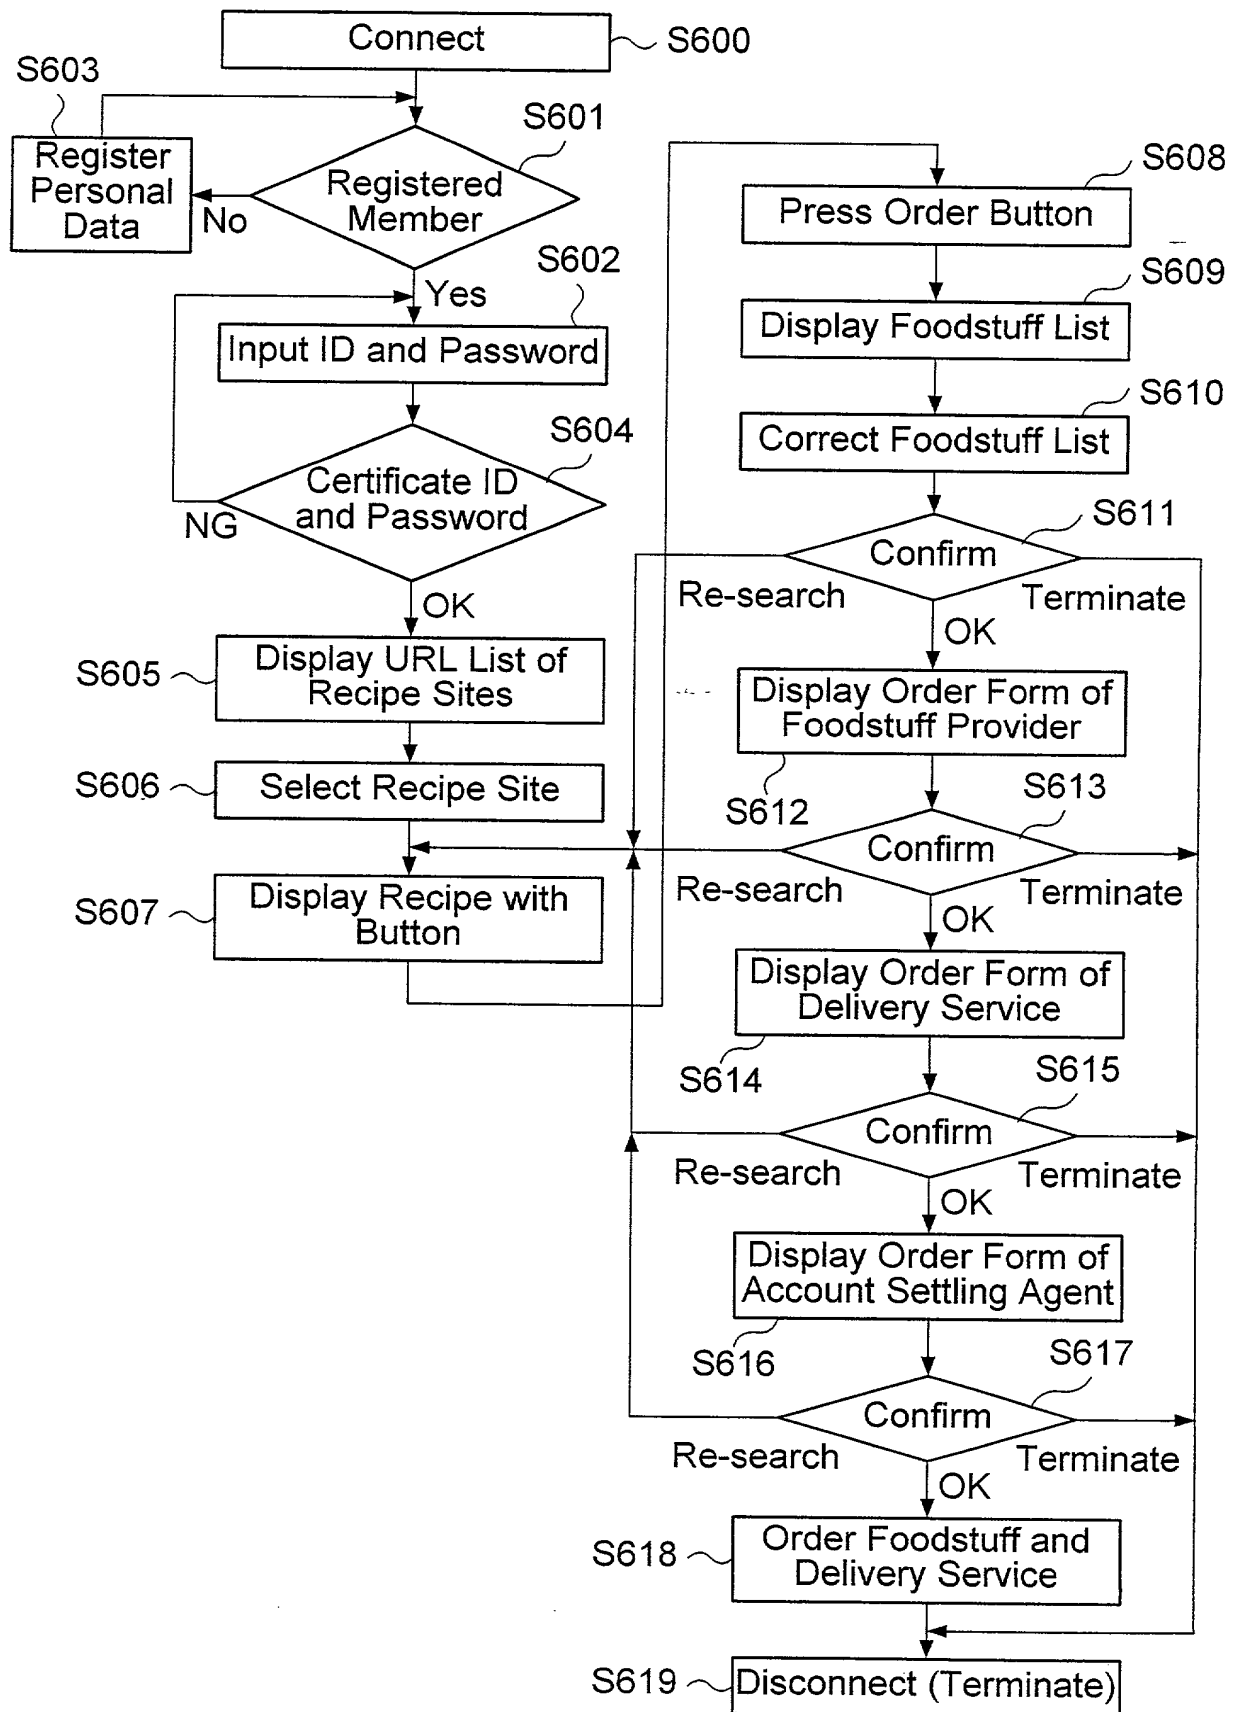 Connect
S600
S603
S601
Register
Personal
Data
No
Registered
Member
S602
Yes
Input ID and Password
S604
Certificate ID
and Password
NG
OK
S605
Display URL List of
Recipe Sites
S606
Select Recipe Site
S607
Display Recipe with
Button
S608
Press Order Button
S609
Display Foodstuff List
S610
Correct Foodstuff List
S611
Confirm
Re-search
Terminate
OK
Display Order Form of
Foodstuff Provider
S612
S613
Confirm
Re-search
Terminate
OK
Display Order Form of
Delivery Service
S614
S615
Confirm
Re-search
Terminate
OK
Display Order Form of
Account Settling Agent
S616
S617
Confirm
Re-search
Terminate
OK
S618
Order Foodstuff and
Delivery Service
S619
Disconnect (Terminate)